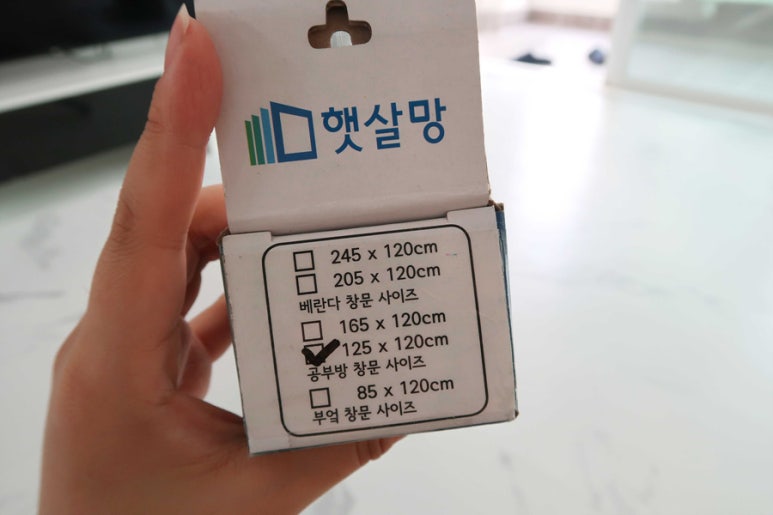 햇살망
245 x 120cm
205 x 120cm
베란다 창문 사이즈
165 x 120cm
125 x 120cm
공부방 창문 사이즈
85 x 120cm
부엌 창문 사이즈